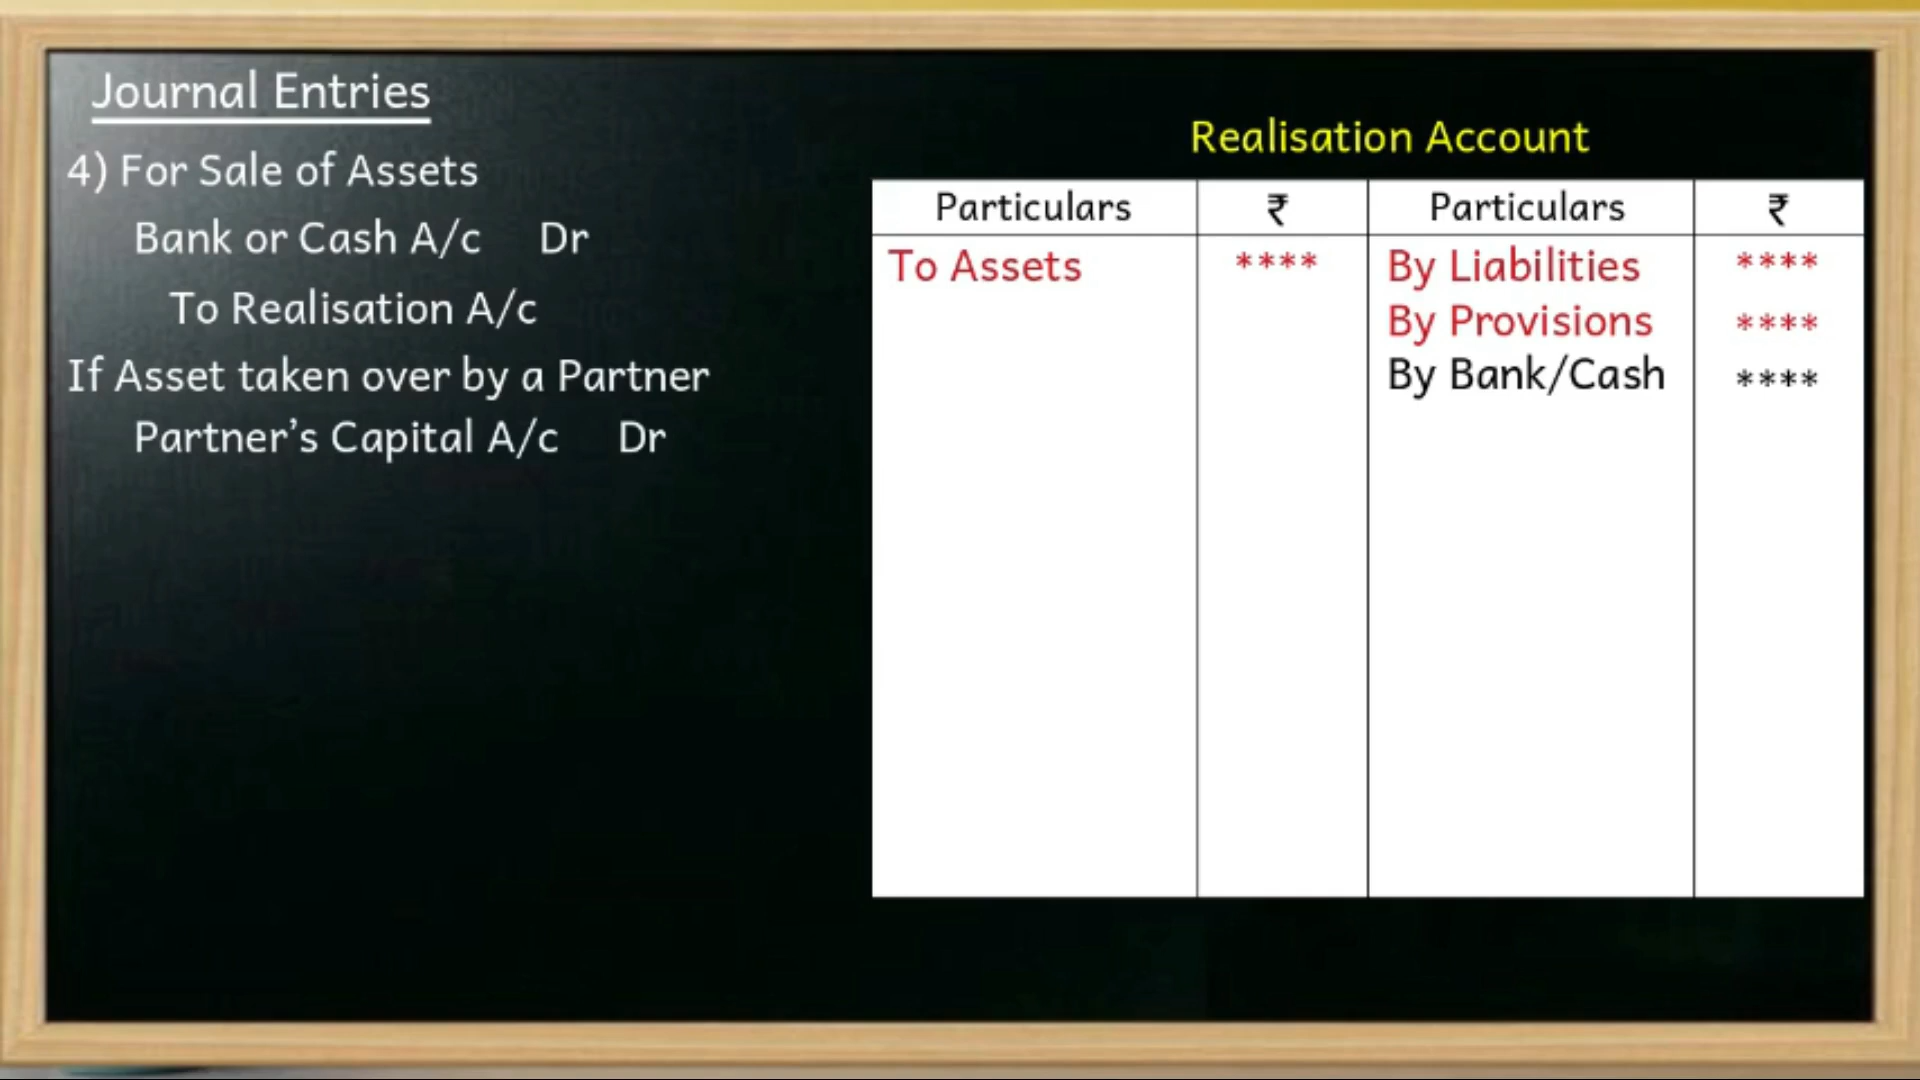 Journal Entries
4) For Sale of Assets
Bank or Cash A/c Dr
To Realisation A/c
If Asset taken over by a Partner
Partner’s Capital A/c Dr
Realisation Account
Particulars ₹ Particulars ₹
To Assets **** By Liabilities ****
By Provisions ****
By Bank/Cash ****